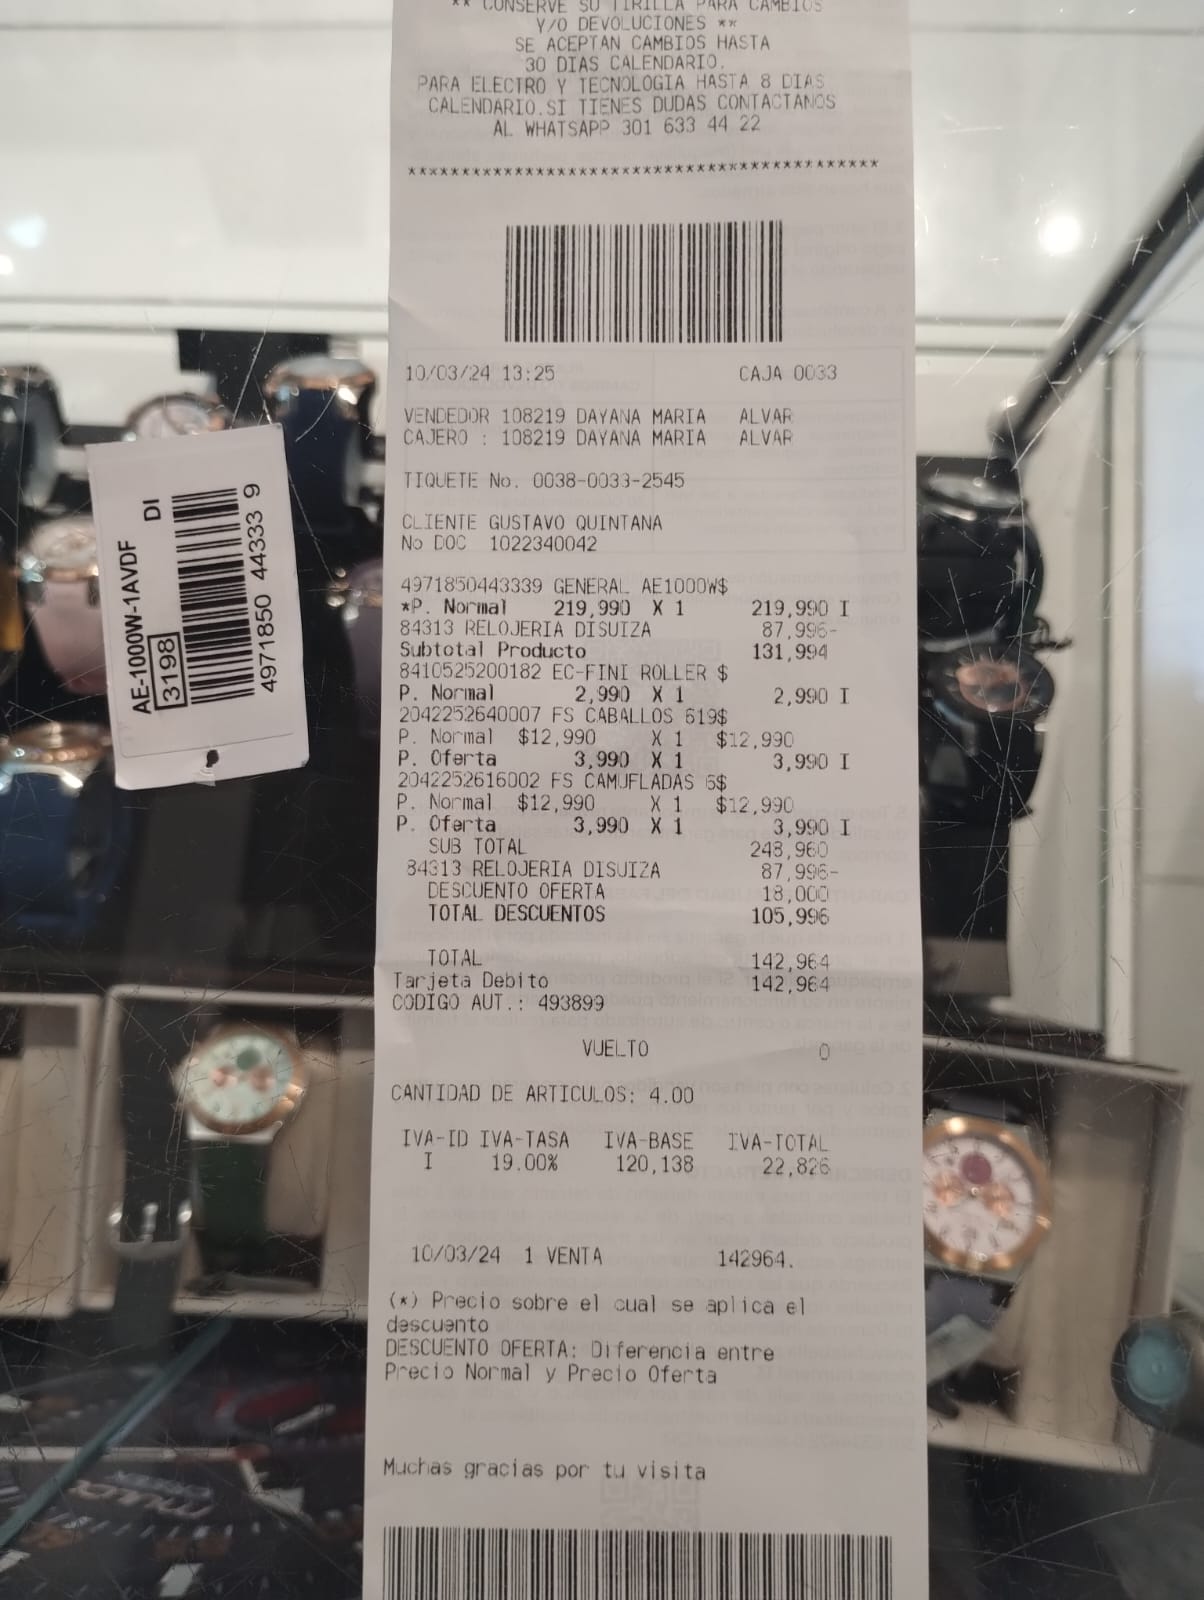 ** CONSERVE SU TIRILLA PARA CAMBIOS
Y/O DEVOLUCIONES **
SE ACEPTAN CAMBIOS HASTA
30 DIAS CALENDARIO.
PARA ELECTRO Y TECNOLOGIA HASTA 8 DIAS
CALENDARIO.SI TIENES DUDAS CONTACTANOS
AL WHATSAPP 301 633 44 22
********************************************
10/03/24 13:25 CAJA 0033
VENDEDOR 108219 DAYANA MARIA ALVAR
CAJERO : 108219 DAYANA MARIA ALVAR
TIQUETE No. 0038-0033-2545
CLIENTE GUSTAVO QUINTANA
No DOC 1022340042
4971850443339 GENERAL AE1000W$
*P. Normal 219,990 X 1 219,990 I
84313 RELOJERIA DISUIZA 87,996-
Subtotal Producto 131,994
8410525200182 EC-FINI ROLLER $
P. Normal 2,990 X 1 2,990 I
2042252640007 FS CABALLOS 619$
P. Normal $12,990 X 1 $12,990
P. Oferta 3,990 X 1 3,990 I
2042252616002 FS CAMUFLADAS 6$
P. Normal $12,990 X 1 $12,990
P. Oferta 3,990 X 1 3,990 I
SUB TOTAL 248,960
84313 RELOJERIA DISUIZA 87,996-
DESCUENTO OFERTA 18,000
TOTAL DESCUENTOS 105,996
TOTAL 142,964
Tarjeta Debito 142,964
CODIGO AUT.: 493899
VUELTO 0
CANTIDAD DE ARTICULOS: 4.00
IVA-ID IVA-TASA IVA-BASE IVA-TOTAL
I 19.00% 120,138 22,826
10/03/24 1 VENTA 142964.
(*) Precio sobre el cual se aplica el
descuento
DESCUENTO OFERTA: Diferencia entre
Precio Normal y Precio Oferta
Muchas gracias por tu visita
AE-1000W-1AVDF
3198 DI
4971850 44333 9